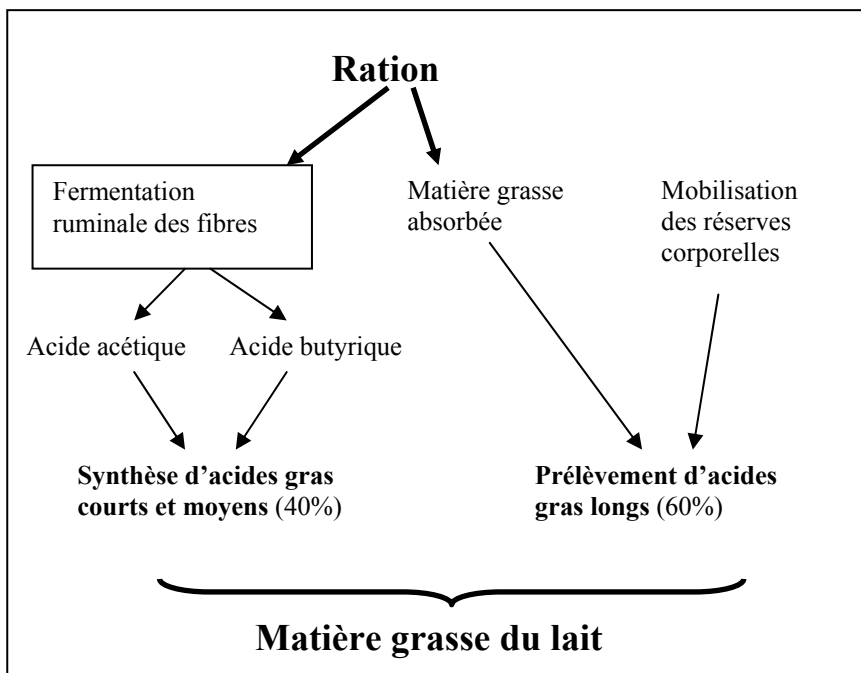 Ration
Fermentation
ruminale des fibres
Matière grasse
absorbée
Mobilisation
des réserves
corporelles
Acide acétique
Acide butyrique
Synthèse d’acides gras
courts et moyens (40%)
Prélèvement d’acides
gras longs (60%)
Matière grasse du lait